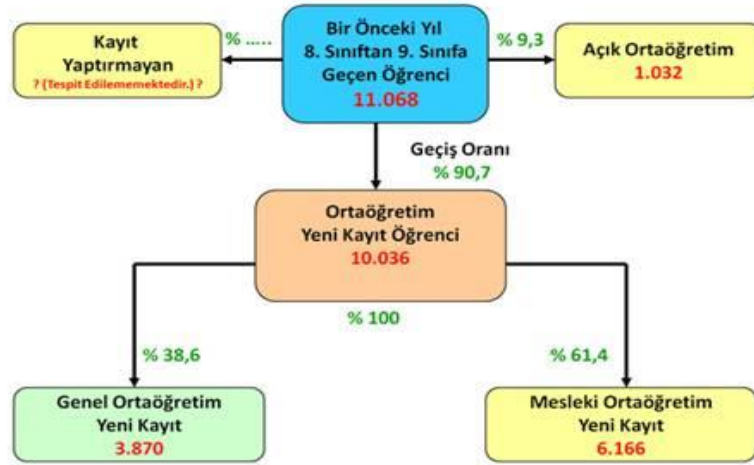 Kayıt
Yaptırmayan
? (Tespit Edilememektedir.) ?
% .....
Bir Önceki Yıl
8. Sınıftan 9. Sınıfa
Geçen Öğrenci
11.068
% 9,3
Açık Ortaöğretim
1.032
Geçiş Oranı
% 90,7
Ortaöğretim
Yeni Kayıt Öğrenci
10.036
% 100
% 38,6
% 61,4
Genel Ortaöğretim
Yeni Kayıt
3.870
Mesleki Ortaöğretim
Yeni Kayıt
6.166